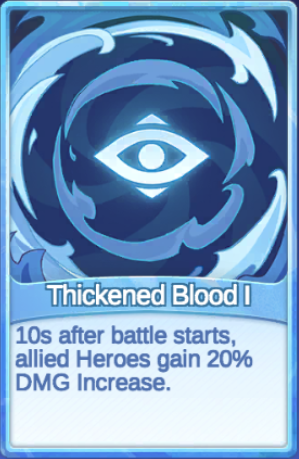 Thickened Blood I
10s after battle starts,
allied Heroes gain 20%
DMG Increase.